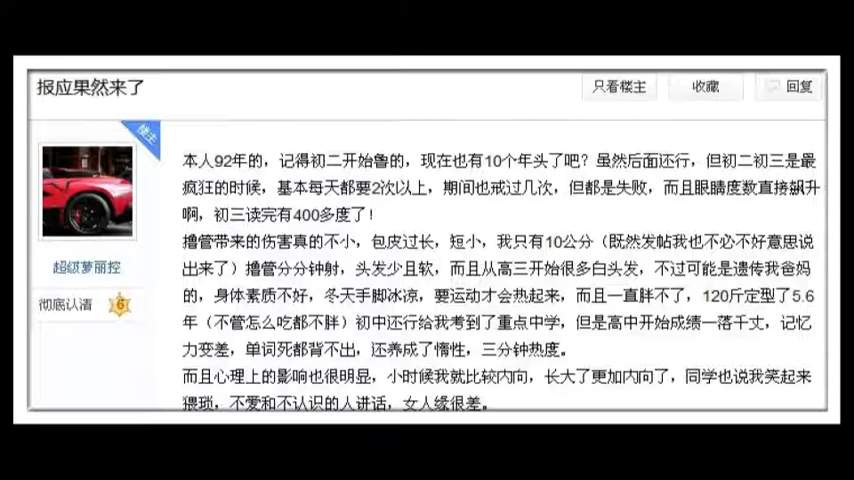 报应果然来了
只看楼主
收藏
回复
楼主
本人92年的，记得初二开始鲁的，现在也有10个年头了吧？虽然后面还行，但初二初三是最
疯狂的时候，基本每天都要2次以上，期间也戒过几次，但都是失败，而且眼睛度数直接飙升
啊，初三读完有400多度了！
撸管带来的伤害真的不小，包皮过长，短小，我只有10公分（既然发帖我也不必不好意思说
出来了）撸管分分钟射，头发少且软，而且从高三开始很多白头发，不过可能是遗传我爸妈
的，身体素质不好，冬天手脚冰凉，要运动才会热起来，而且一直胖不了，120斤定型了5.6
年（不管怎么吃都不胖）初中还行给我考到了重点中学，但是高中开始成绩一落千丈，记忆
力变差，单词死都背不出，还养成了惰性，三分钟热度。
而且心理上的影响也很明显，小时候我就比较内向，长大了更加内向了，同学也说我笑起来
猥琐，不爱和不认识的人讲话，女人缘很差。
超级萝丽控
彻底认清
6